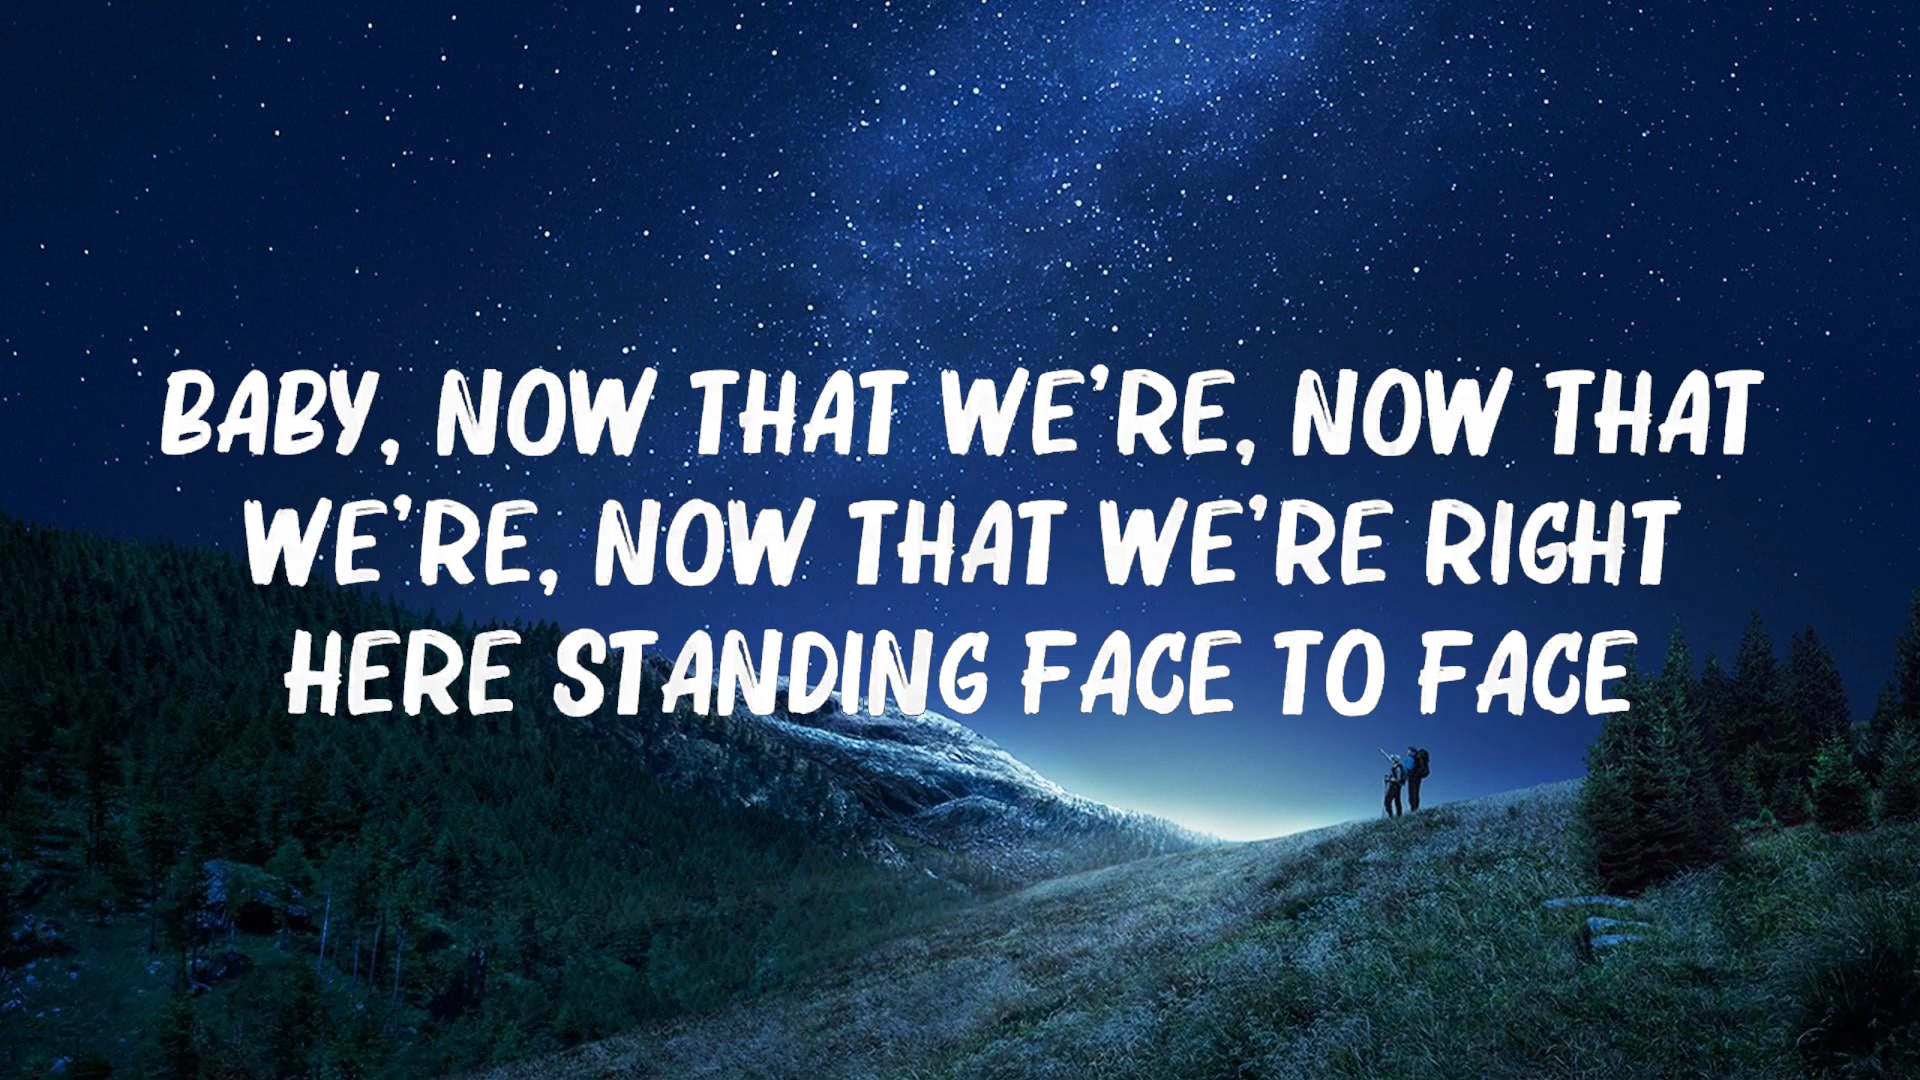 BABY, NOW THAT WE'RE, NOW THAT
WE'RE, NOW THAT WE'RE RIGHT
HERE STANDING FACE TO FACE